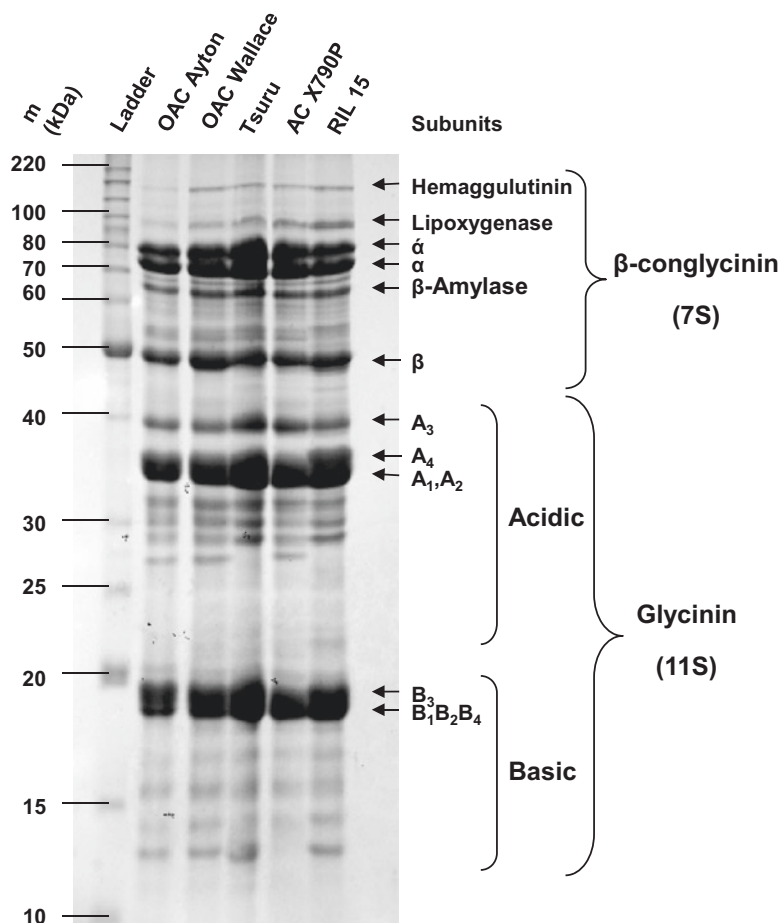 m
(kDa)
Ladder
OAC Ayton
OAC Wallace
Tsuru
AC X790P
RIL 15
Subunits
220
100
80
70
60
50
40
30
25
20
15
10
Hemaggulutinin
Lipoxygenase
ά
α
β-Amylase
β
A₃
A₄
A₁,A₂
B₃
B₁B₂B₄
Acidic
Basic
β-conglycinin
(7S)
Glycinin
(11S)